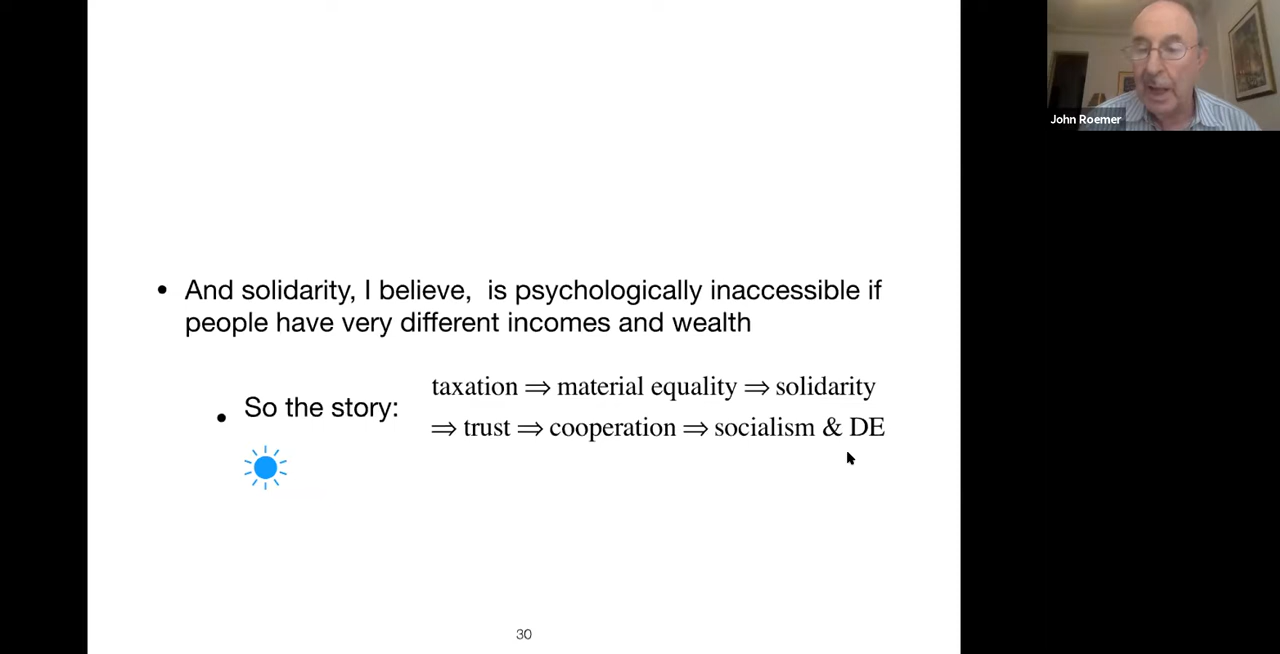 John Roemer
• And solidarity, I believe, is psychologically inaccessible if
people have very different incomes and wealth
• So the story:
taxation ⇒ material equality ⇒ solidarity
⇒ trust ⇒ cooperation ⇒ socialism & DE
30